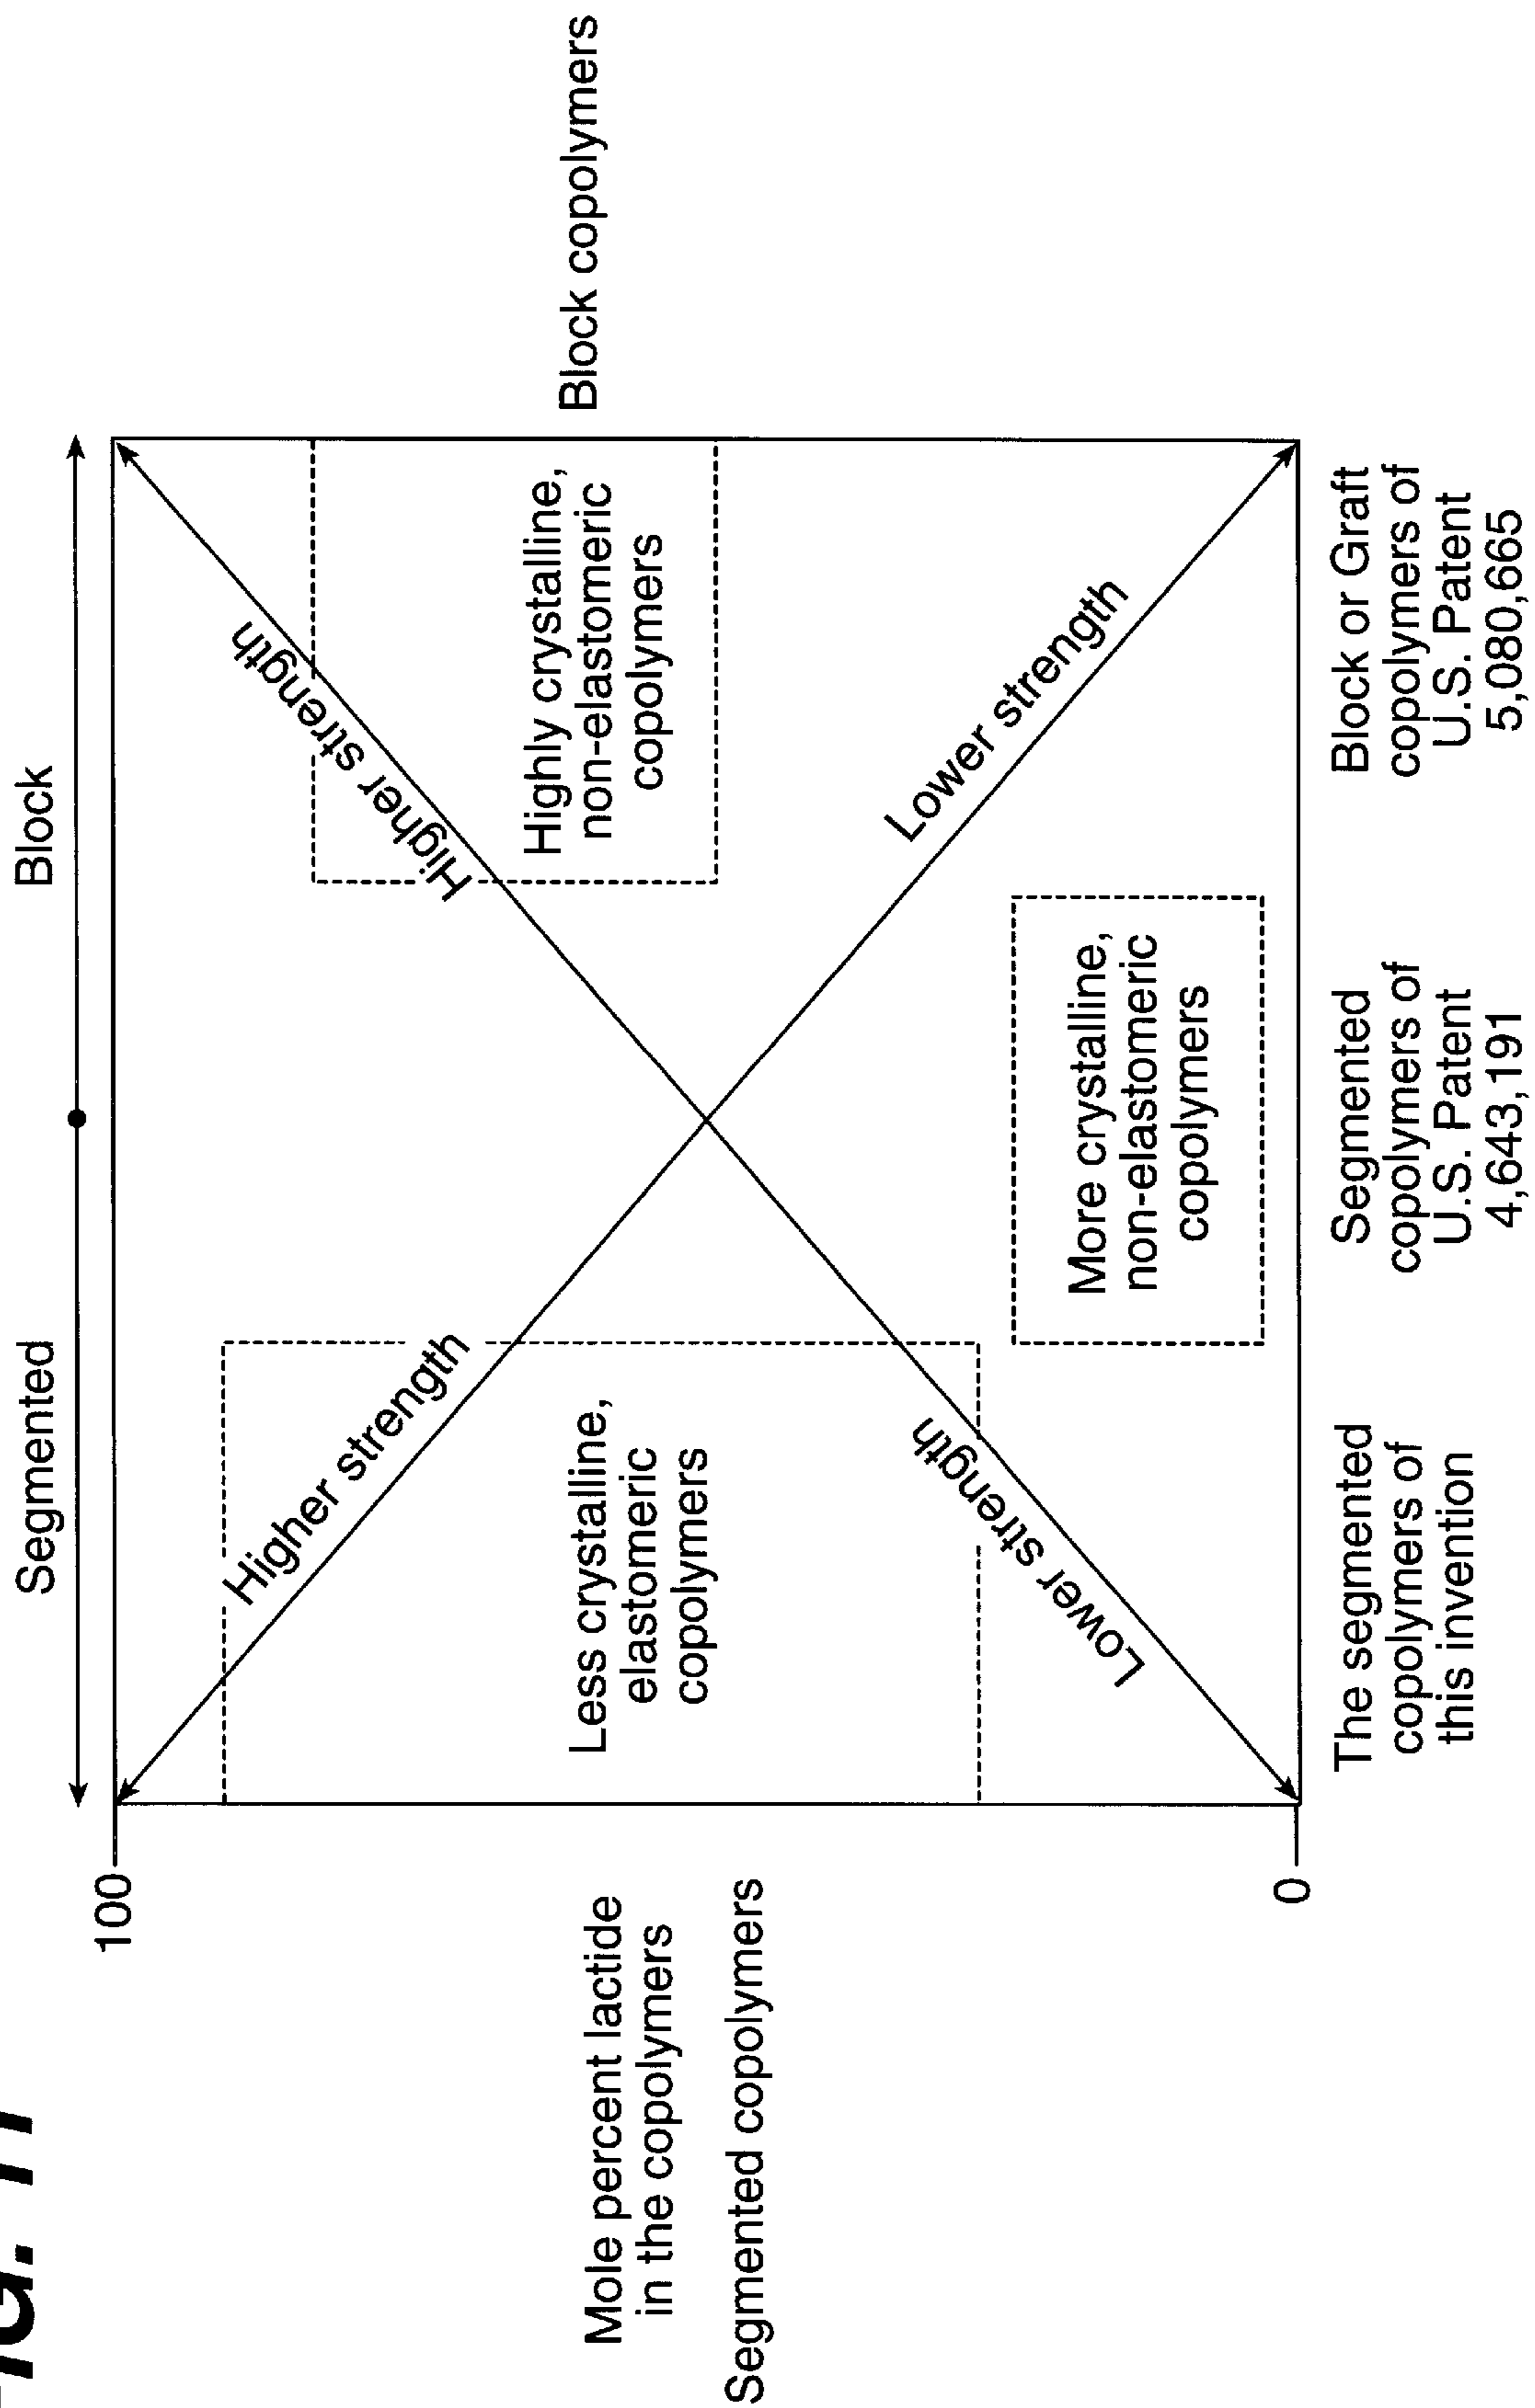 FIG. 11
Segmented
Block
100
0
Mole percent lactide
in the copolymers
Segmented copolymers
Block copolymers
Higher strength
Higher strength
Lower strength
Lower strength
Less crystalline,
elastomeric
copolymers
More crystalline,
non-elastomeric
copolymers
Highly crystalline,
non-elastomeric
copolymers
The segmented
copolymers of
this invention
Segmented
copolymers of
U.S. Patent
4,643,191
Block or Graft
copolymers of
U.S. Patent
5,080,665